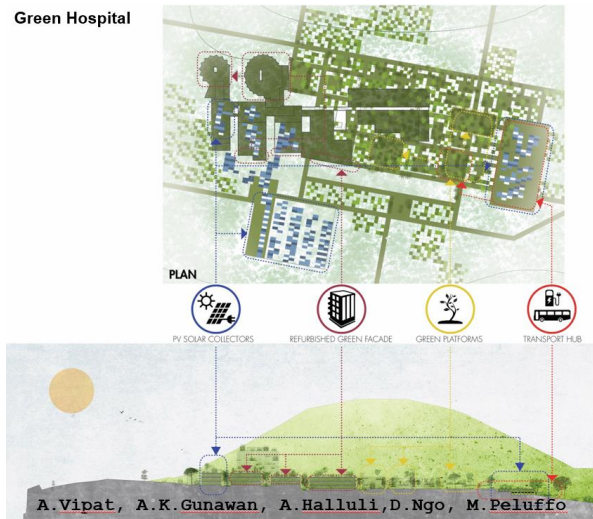 Green Hospital
PLAN
PV SOLAR COLLECTORS
REFURBISHED GREEN FACADE
GREEN PLATFORMS
TRANSPORT HUB
A.Vipat, A.K.Gunawan, A.Halluli,D.Ngo, M.Peluffo